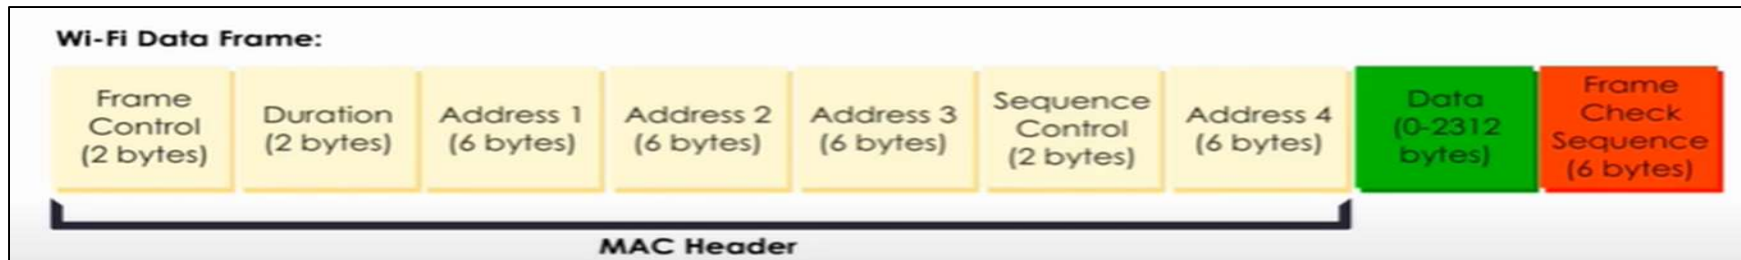 Wi-Fi Data Frame:
Frame
Control
(2 bytes)
Duration
(2 bytes)
Address 1
(6 bytes)
Address 2
(6 bytes)
Address 3
(6 bytes)
Sequence
Control
(2 bytes)
Address 4
(6 bytes)
Data
(0-2312
bytes)
Frame
Check
Sequence
(6 bytes)
MAC Header